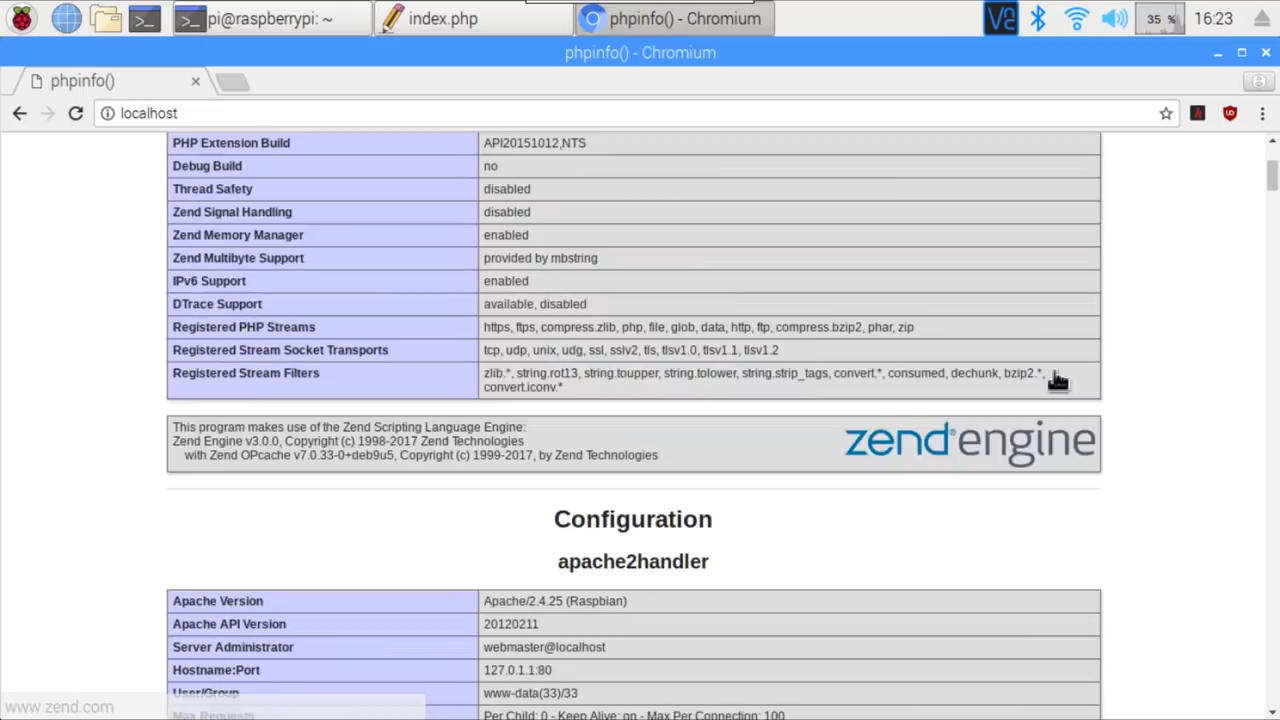 pi@raspberrypi: ~
index.php
phpinfo() - Chromium
V2
35 %
16:23
phpinfo() - Chromium
phpinfo()
localhost
PHP Extension Build API20151012,NTS
Debug Build no
Thread Safety disabled
Zend Signal Handling disabled
Zend Memory Manager enabled
Zend Multibyte Support provided by mbstring
IPv6 Support enabled
DTrace Support available, disabled
Registered PHP Streams https, ftps, compress.zlib, php, file, glob, data, http, ftp, compress.bzip2, phar, zip
Registered Stream Socket Transports tcp, udp, unix, udg, ssl, sslv2, tls, tlsv1.0, tlsv1.1, tlsv1.2
Registered Stream Filters zlib.*, string.rot13, string.toupper, string.tolower, string.strip_tags, convert.*, consumed, dechunk, bzip2.*,
convert.iconv.*
This program makes use of the Zend Scripting Language Engine:
Zend Engine v3.0.0, Copyright (c) 1998-2017 Zend Technologies
with Zend OPcache v7.0.33-0+deb9u5, Copyright (c) 1999-2017, by Zend Technologies
zend®engine
Configuration
apache2handler
Apache Version Apache/2.4.25 (Raspbian)
Apache API Version 20120211
Server Administrator webmaster@localhost
Hostname:Port 127.0.1.1:80
User/Group www-data(33)/33
Max Requests Per Child: 0 - Keep Alive: on - Max Per Connection: 100
www.zend.com